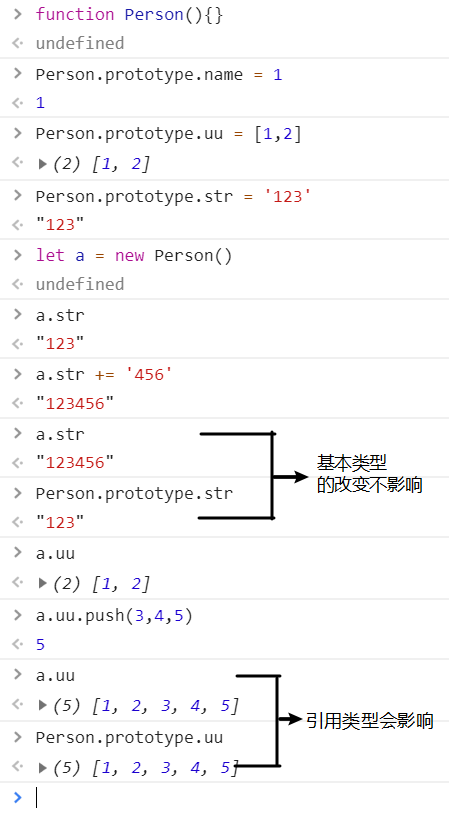 function Person(){}
undefined
Person.prototype.name = 1
1
Person.prototype.uu = [1,2]
(2) [1, 2]
Person.prototype.str = '123'
"123"
let a = new Person()
undefined
a.str
"123"
a.str += '456'
"123456"
a.str
"123456"
基本类型
的改变不影响
Person.prototype.str
"123"
a.uu
(2) [1, 2]
a.uu.push(3,4,5)
5
a.uu
(5) [1, 2, 3, 4, 5]
引用类型会影响
Person.prototype.uu
(5) [1, 2, 3, 4, 5]